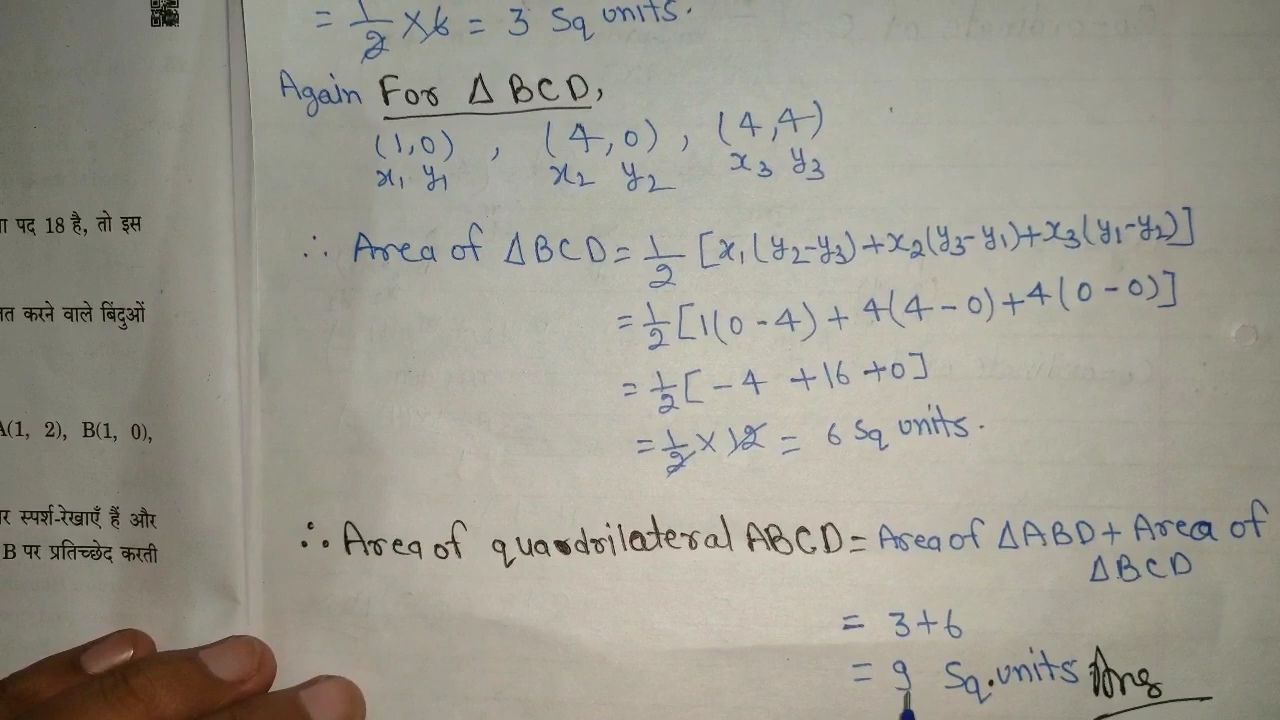 = 1/2 × 6 = 3 Sq units.
Again For Δ BCD,
(1,0) , (4,0) , (4,4)
x₁ y₁ x₂ y₂ x₃ y₃
∴ Area of ΔBCD = 1/2 [x₁(y₂-y₃)+x₂(y₃-y₁)+x₃(y₁-y₂)]
= 1/2 [1(0-4) + 4(4-0)+4(0-0)]
= 1/2 [-4 +16 +0]
= 1/2 × 12 = 6 Sq units.
∴ Area of quadrilateral ABCD = Area of ΔABD + Area of
ΔBCD
= 3+6
= 9 Sq. units Ans
पद 18 है, तो इस
करने वाले बिंदुओं
A(1, 2), B(1, 0),
स्पर्श-रेखाएँ हैं और
B पर प्रतिच्छेद करती